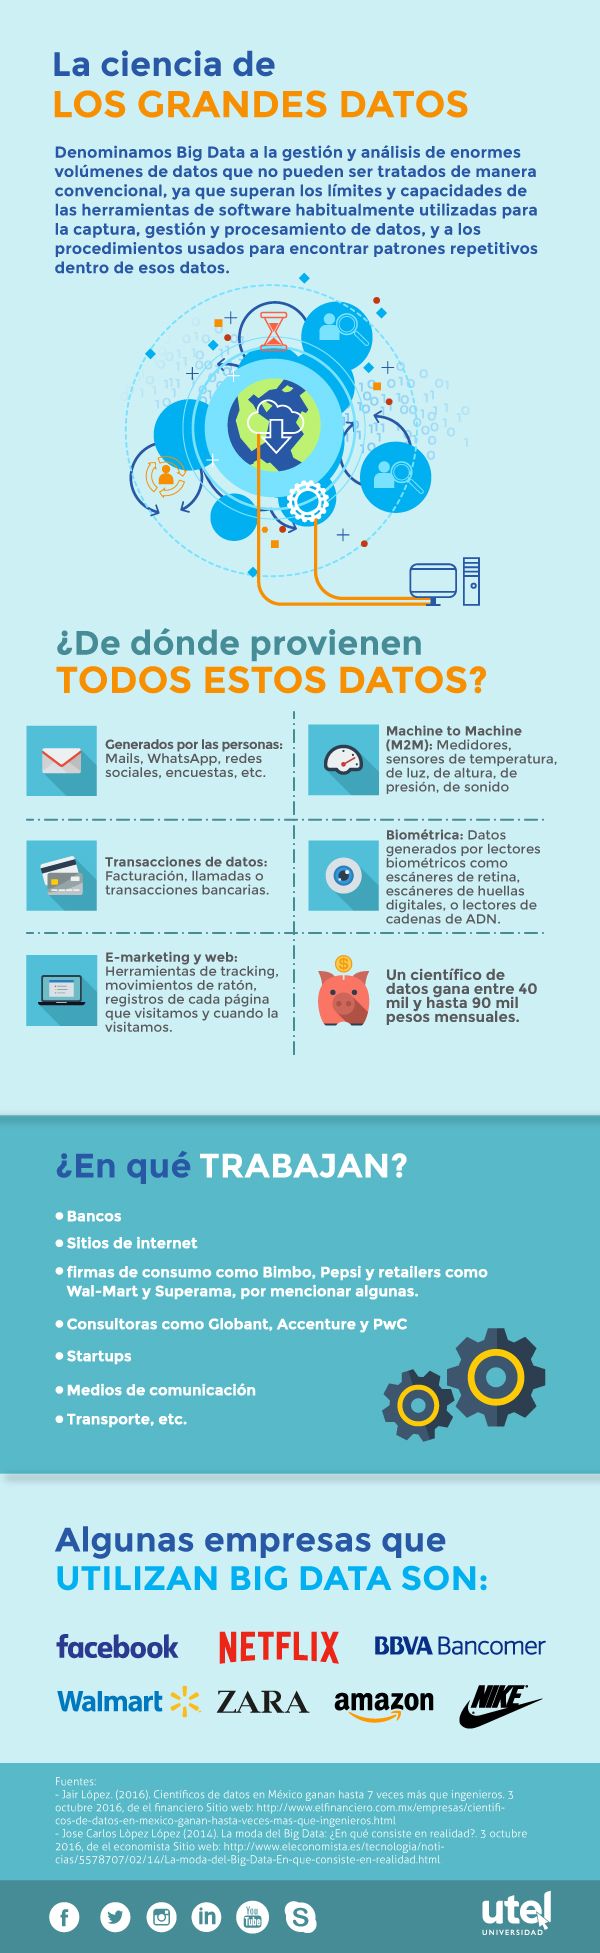 La ciencia de
LOS GRANDES DATOS
Denominamos Big Data a la gestión y análisis de enormes
volúmenes de datos que no pueden ser tratados de manera
convencional, ya que superan los límites y capacidades de
las herramientas de software habitualmente utilizadas para
la captura, gestión y procesamiento de datos, y a los
procedimientos usados para encontrar patrones repetitivos
dentro de esos datos.
¿De dónde provienen
TODOS ESTOS DATOS?
Generados por las personas:
Mails, WhatsApp, redes
sociales, encuestas, etc.
Machine to Machine
(M2M): Medidores,
sensores de temperatura,
de luz, de altura, de
presión, de sonido
Transacciones de datos:
Facturación, llamadas o
transacciones bancarias.
Biométrica: Datos
generados por lectores
biométricos como
escáneres de retina,
escáneres de huellas
digitales, o lectores de
cadenas de ADN.
E-marketing y web:
Herramientas de tracking,
movimientos de ratón,
registros de cada página
que visitamos y cuando la
visitamos.
Un científico de
datos gana entre 40
mil y hasta 90 mil
pesos mensuales.
¿En qué TRABAJAN?
• Bancos
• Sitios de internet
• firmas de consumo como Bimbo, Pepsi y retailers como
Wal-Mart y Superama, por mencionar algunas.
• Consultoras como Globant, Accenture y PwC
• Startups
• Medios de comunicación
• Transporte, etc.
Algunas empresas que
UTILIZAN BIG DATA SON:
facebook NETFLIX BBVA Bancomer
Walmart ZARA amazon NIKE
Fuentes:
- Jair López. (2016). Científicos de datos en México ganan hasta 7 veces más que ingenieros. 3
octubre 2016, de el financiero Sitio web: http://www.elfinanciero.com.mx/empresas/cientifi-
cos-de-datos-en-mexico-ganan-hasta-veces-mas-que-ingenieros.html
- Jose Carlos Lòpez López (2014). La moda del Big Data: ¿En qué consiste en realidad?. 3 octubre
2016, de el economista Sitio web: http://www.eleconomista.es/tecnologia/noti-
cias/5578707/02/14/La-moda-del-Big-Data-En-que-consiste-en-realidad.html
You Tube
utel
UNIVERSIDAD